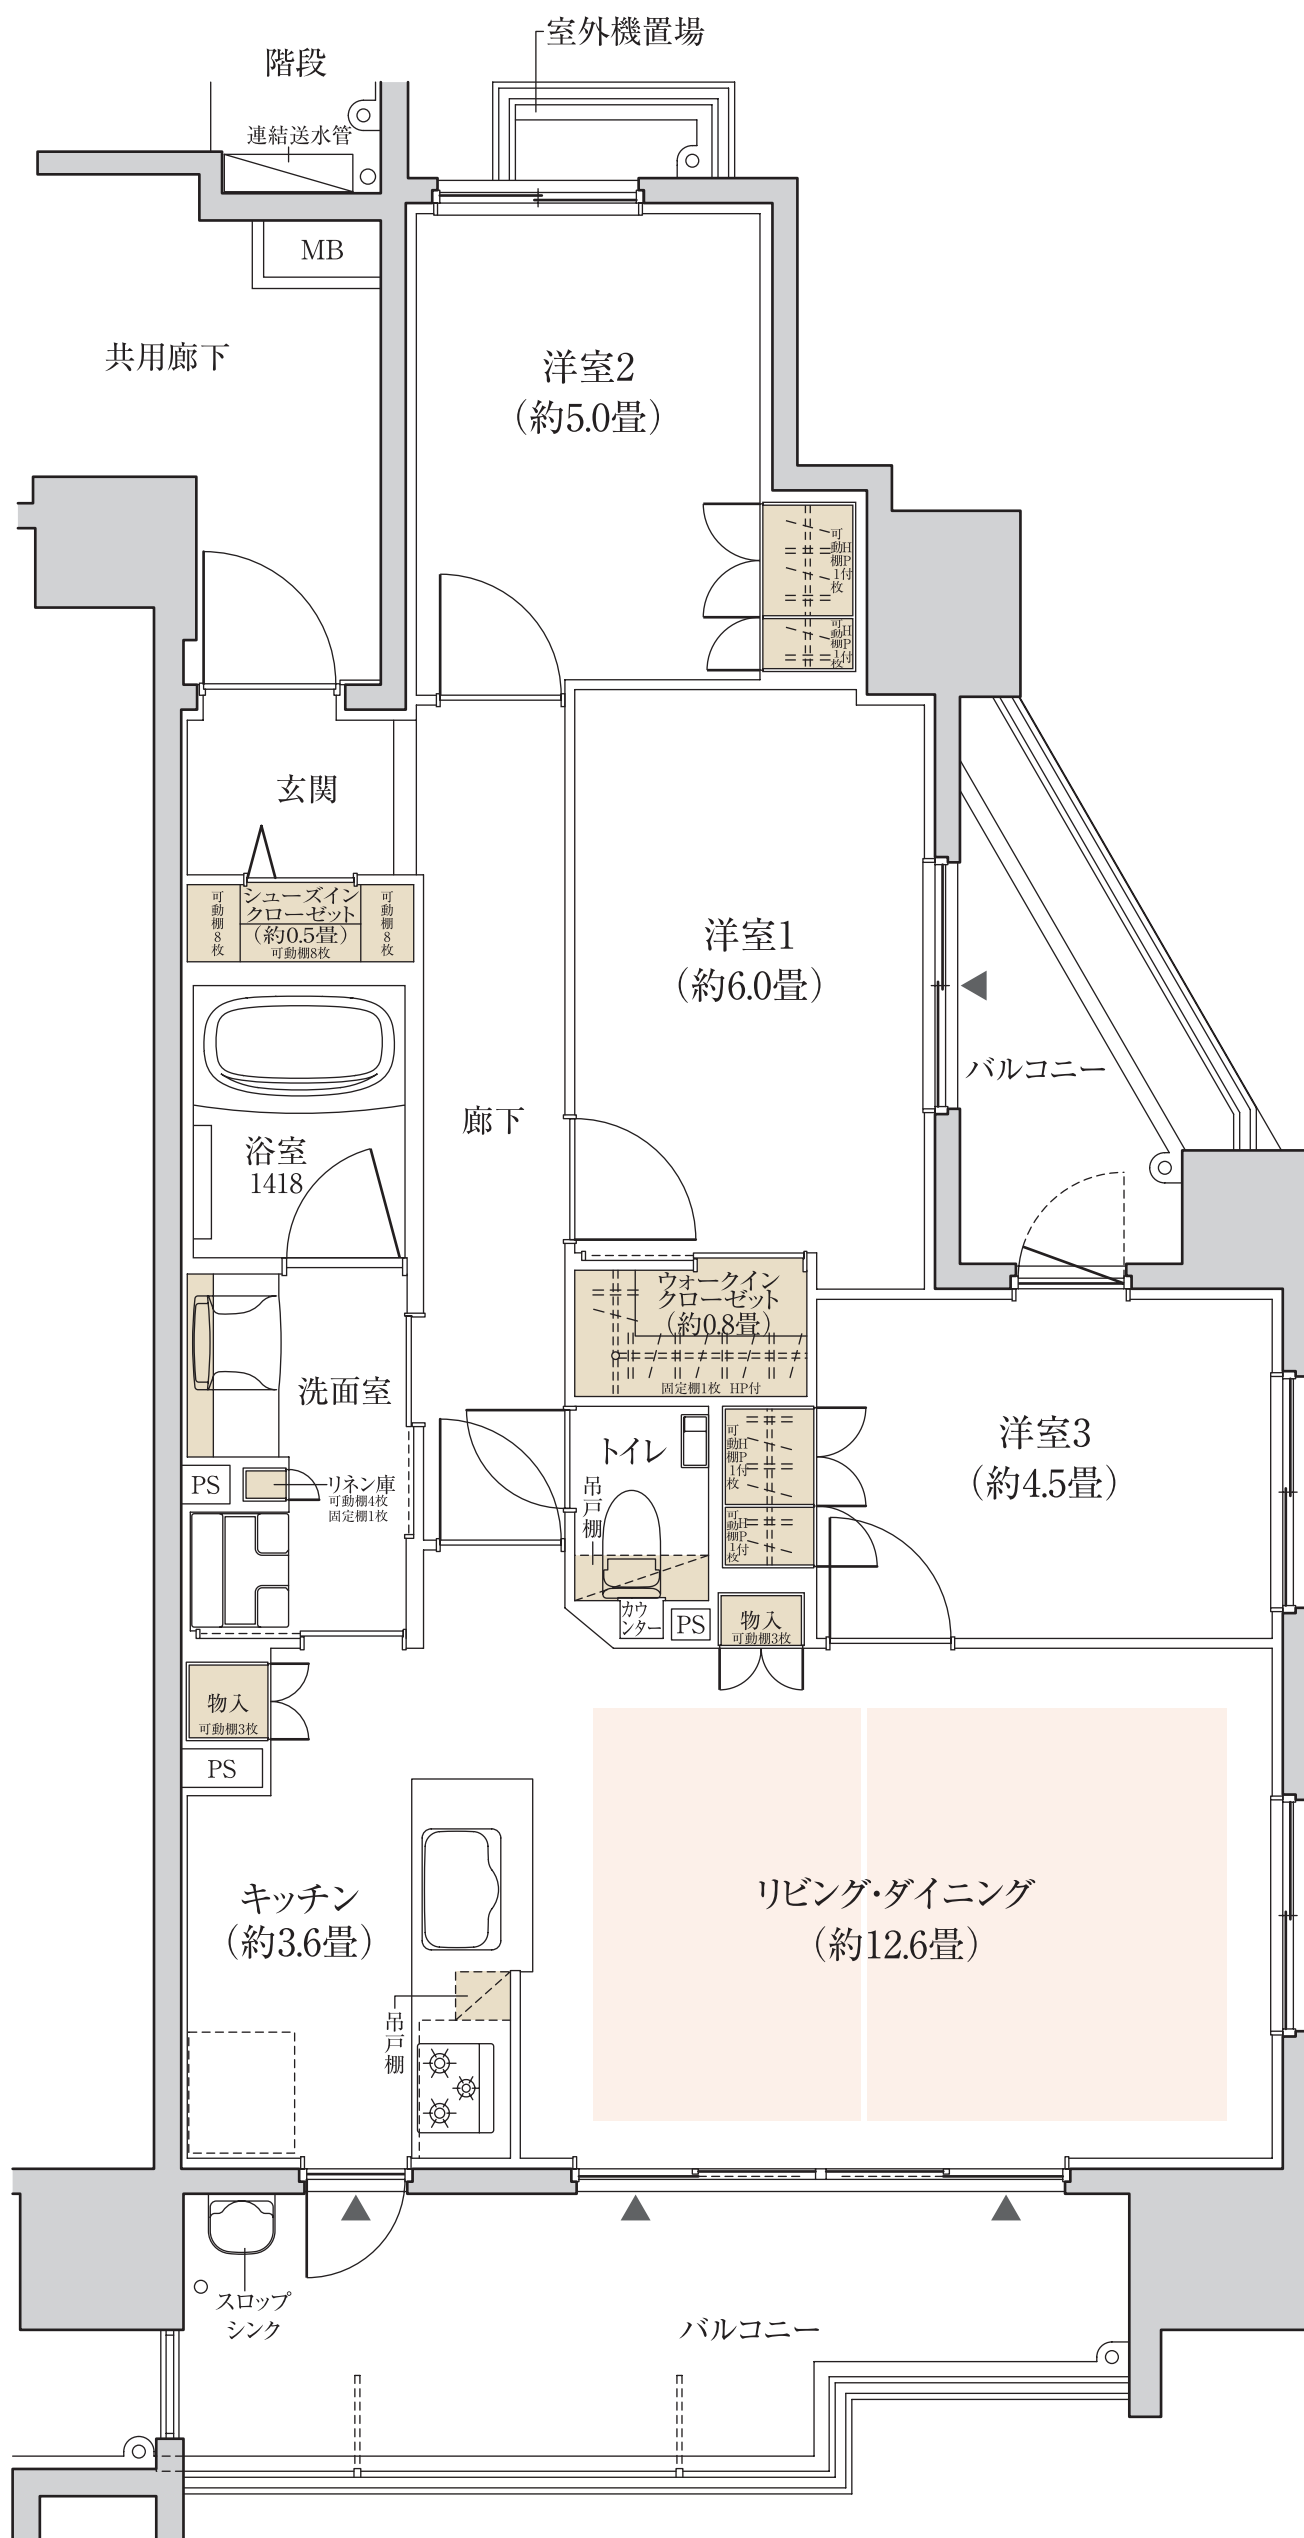 室外機置場
階段
連結送水管
MB
共用廊下
洋室2
（約5.0畳）
可動棚1枚
HP付
可動棚1枚
HP付
玄関
シューズイン
クローゼット
（約0.5畳）
可動棚8枚
可動棚8枚
可動棚8枚
洋室1
（約6.0畳）
バルコニー
廊下
浴室
1418
ウォークイン
クローゼット
（約0.8畳）
固定棚1枚 HP付
洗面室
トイレ
吊戸棚
可動棚1枚
HP付
可動棚1枚
HP付
洋室3
（約4.5畳）
PS
リネン庫
可動棚4枚
固定棚1枚
カウ
ンター
PS
物入
可動棚3枚
物入
可動棚3枚
PS
キッチン
（約3.6畳）
リビング・ダイニング
（約12.6畳）
吊戸棚
スロップ
シンク
バルコニー